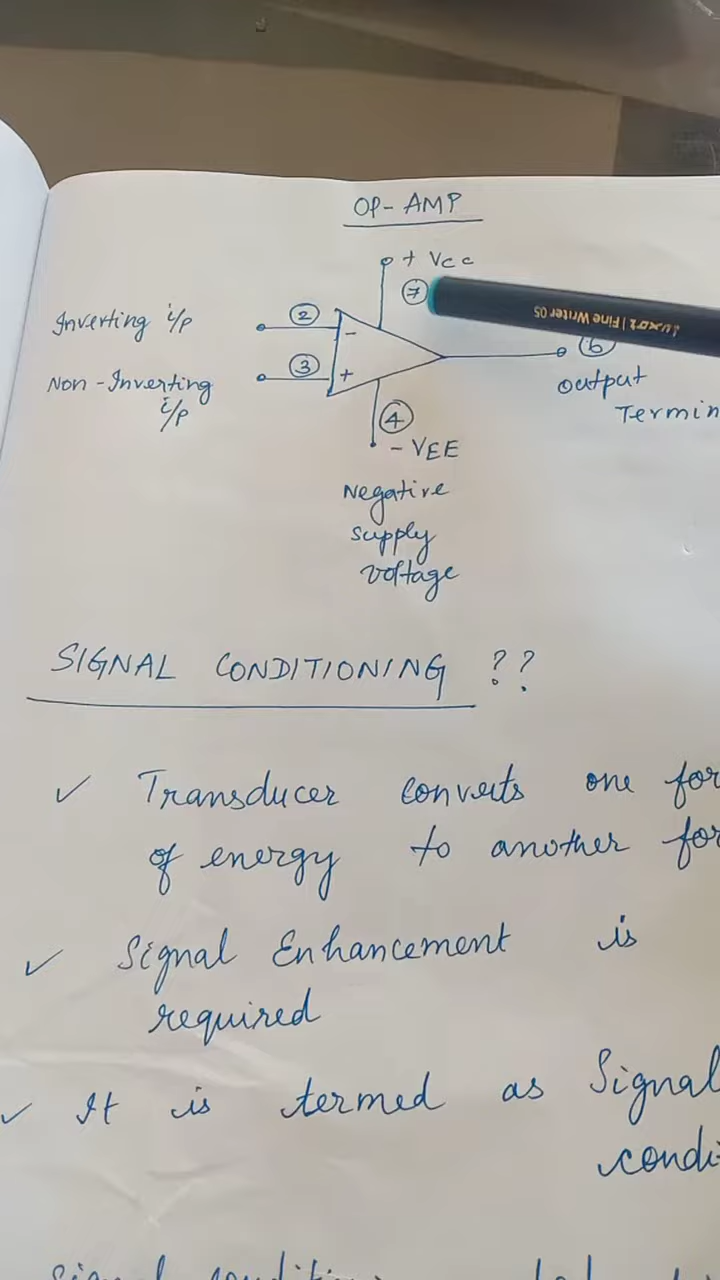 OP-AMP
+ Vcc
7
Luxor | Fine Writer 05
Inverting i/p
2
-
6
Non-Inverting
i/p
3
+
output
Termin
4
- VEE
Negative
supply
voltage
SIGNAL CONDITIONING ??
✓ Transducer converts one for
of energy to another for
✓ Signal Enhancement is
required
✓ It is termed as Signal
condi